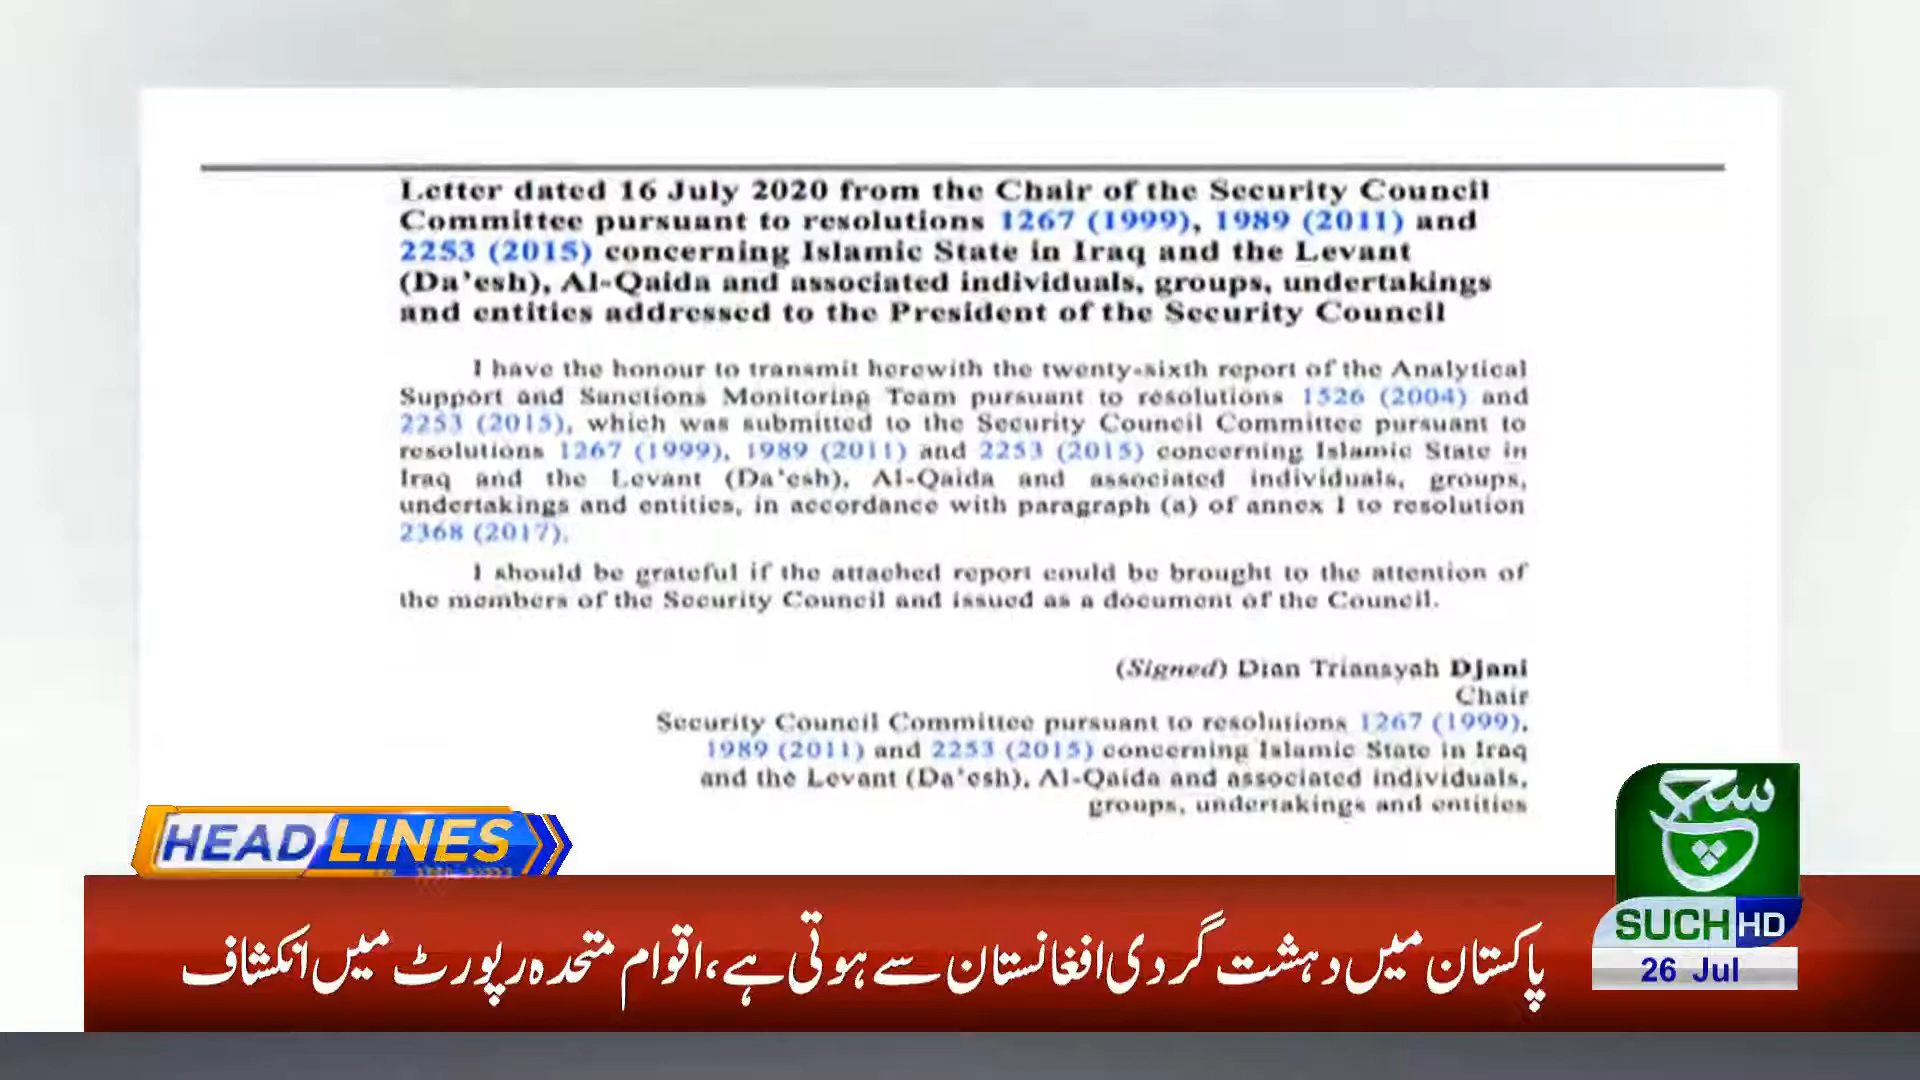 Letter dated 16 July 2020 from the Chair of the Security Council
Committee pursuant to resolutions 1267 (1999), 1989 (2011) and
2253 (2015) concerning Islamic State in Iraq and the Levant
(Da'esh), Al-Qaida and associated individuals, groups, undertakings
and entities addressed to the President of the Security Council
I have the honour to transmit herewith the twenty-sixth report of the Analytical
Support and Sanctions Monitoring Team pursuant to resolutions 1526 (2004) and
2253 (2015), which was submitted to the Security Council Committee pursuant to
resolutions 1267 (1999), 1989 (2011) and 2253 (2015) concerning Islamic State in
Iraq and the Levant (Da'esh), Al-Qaida and associated individuals, groups,
undertakings and entities, in accordance with paragraph (a) of annex I to resolution
2368 (2017).
I should be grateful if the attached report could be brought to the attention of
the members of the Security Council and issued as a document of the Council.
(Signed) Dian Triansyah Djani
Chair
Security Council Committee pursuant to resolutions 1267 (1999),
1989 (2011) and 2253 (2015) concerning Islamic State in Iraq
and the Levant (Da'esh), Al-Qaida and associated individuals,
groups, undertakings and entities
HEADLINES
سچ
SUCH HD
26 Jul
پاکستان میں دہشت گردی افغانستان سے ہوتی ہے، اقوام متحدہ رپورٹ میں انکشاف